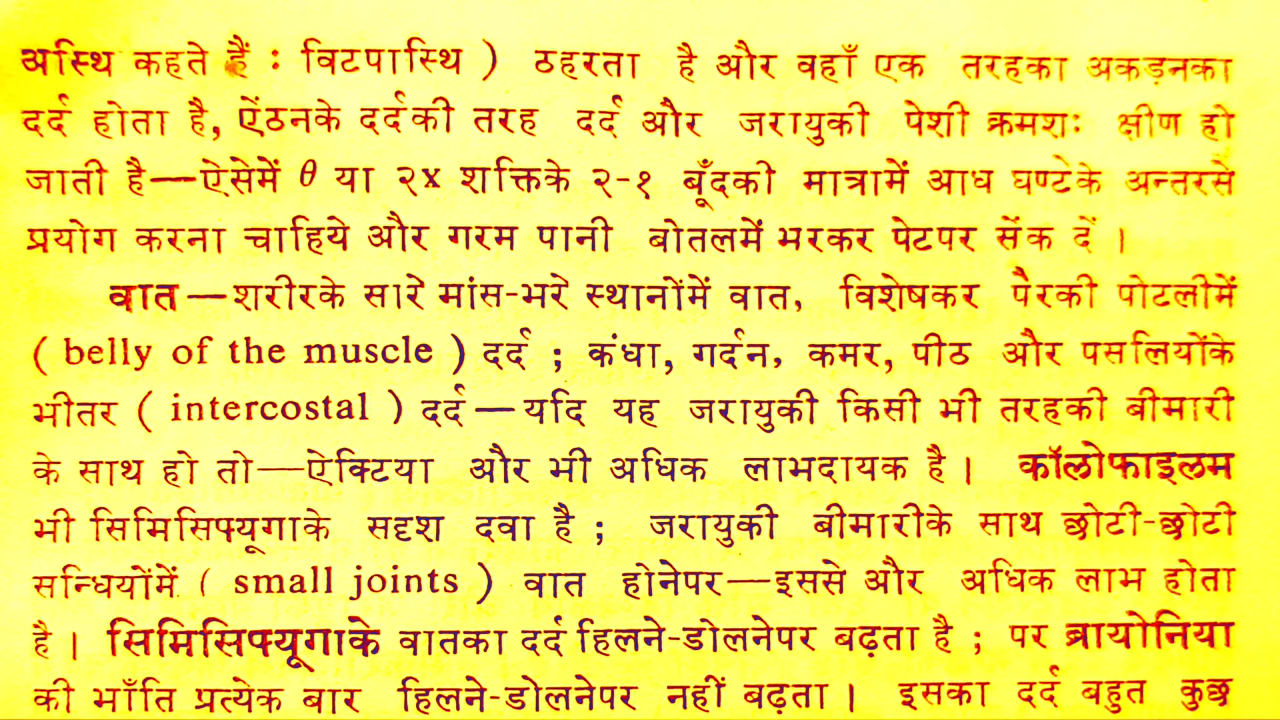 अस्थि कहते हैं : विटपास्थि ) ठहरता है और वहाँ एक तरहका अकड़नका
दर्द होता है, ऐंठनके दर्दकी तरह दर्द और जरायुकी पेशी क्रमशः क्षीण हो
जाती है—ऐसेमें θ या २x शक्तिके २-१ बूँदकी मात्रामें आध घण्टेके अन्तरसे
प्रयोग करना चाहिये और गरम पानी बोतलमें भरकर पेटपर सेंक दें ।
वात—शरीरके सारे मांस-भरे स्थानोंमें वात, विशेषकर पैरकी पोटलीमें
( belly of the muscle ) दर्द ; कंधा, गर्दन, कमर, पीठ और पसलियोंके
भीतर ( intercostal ) दर्द—यदि यह जरायुकी किसी भी तरहकी बीमारी
के साथ हो तो—ऐक्टिया और भी अधिक लाभदायक है । कॉलोफाइलम
भी सिमिसिफ्यूगाके सदृश दवा है ; जरायुकी बीमारीके साथ छोटी-छोटी
सन्धियोंमें ( small joints ) वात होनेपर—इससे और अधिक लाभ होता
है । सिमिसिफ्यूगाके वातका दर्द हिलने-डोलनेपर बढ़ता है ; पर ब्रायोनिया
की भाँति प्रत्येक बार हिलने-डोलनेपर नहीं बढ़ता । इसका दर्द बहुत कुछ